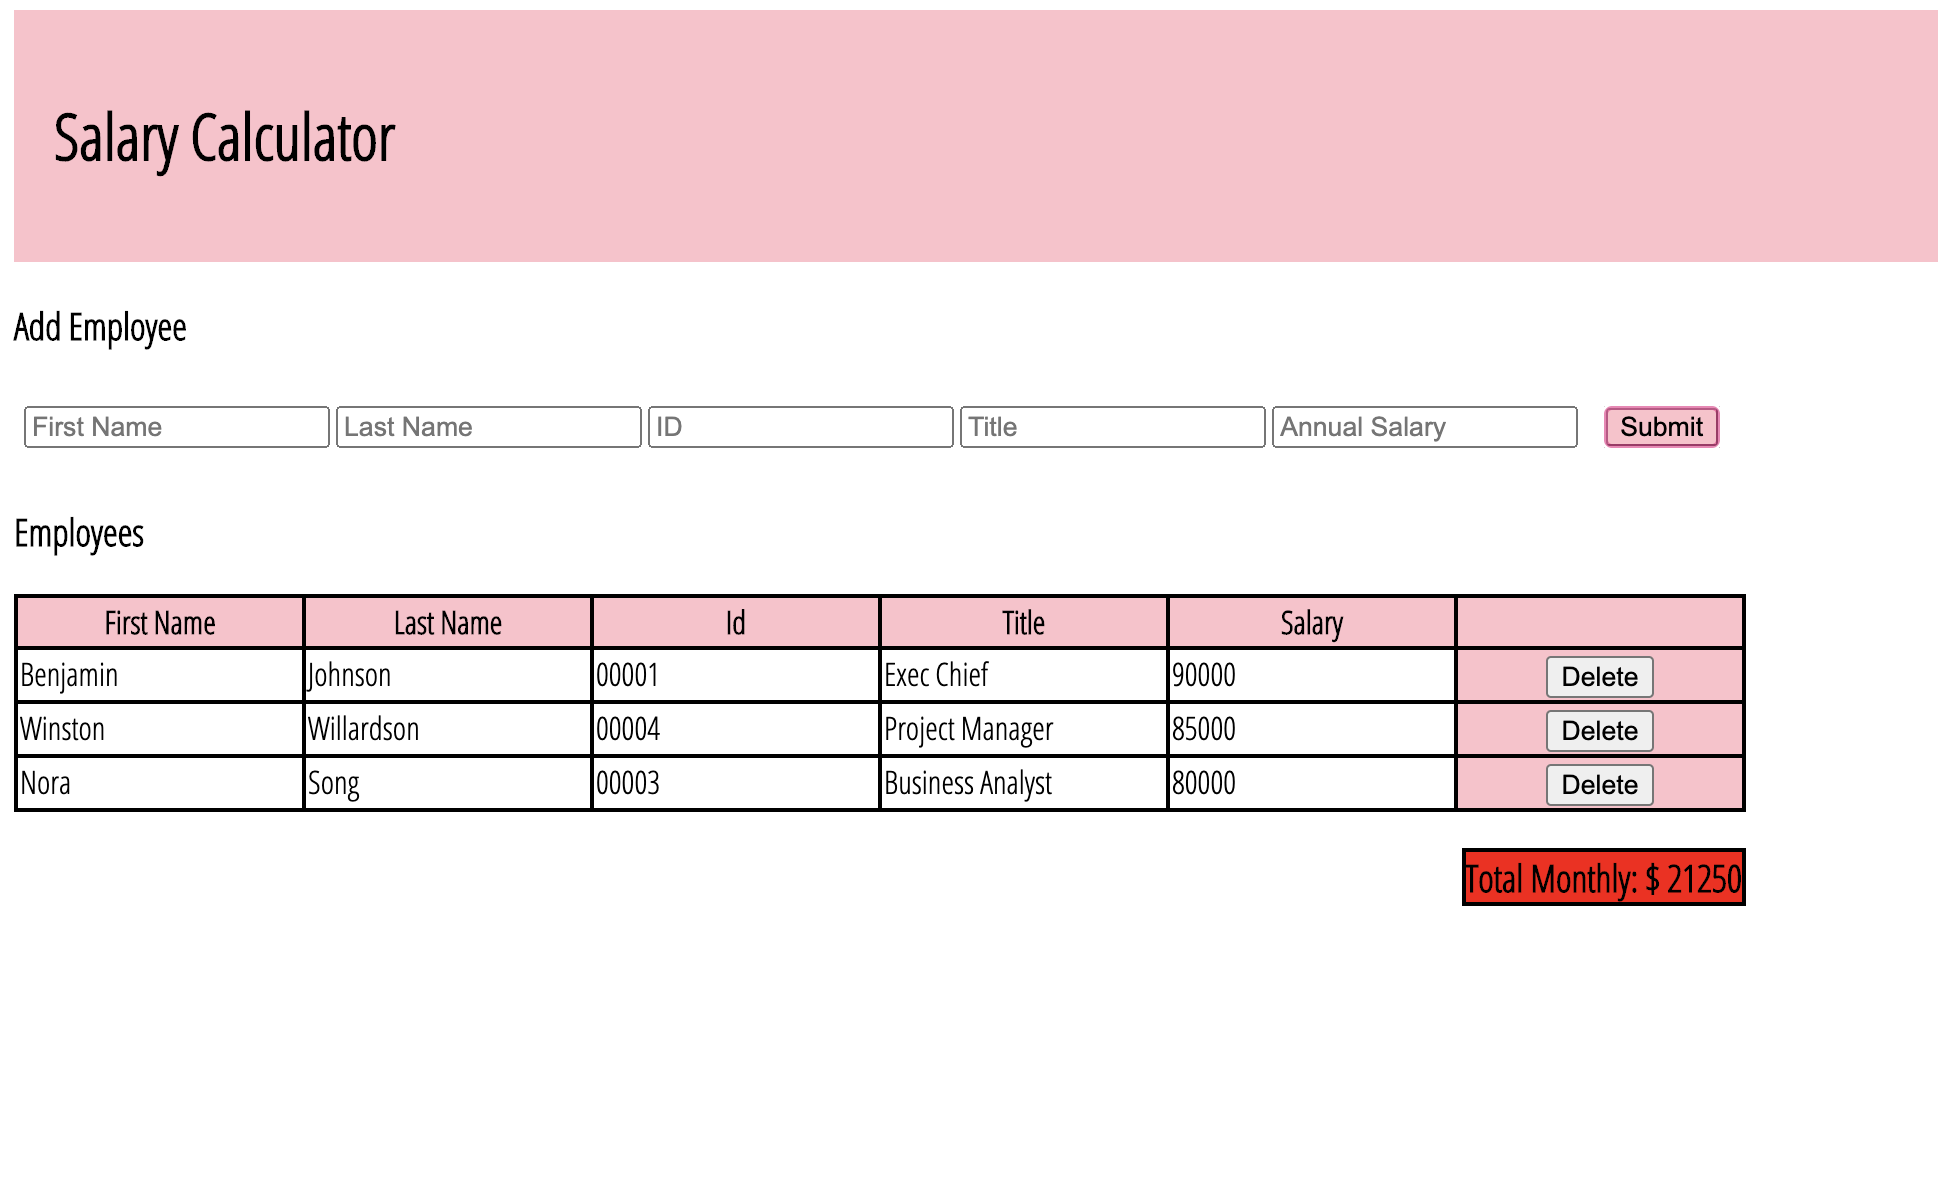 Salary Calculator
Add Employee
First Name Last Name ID Title Annual Salary Submit
Employees
First Name Last Name Id Title Salary
Benjamin Johnson 00001 Exec Chief 90000 Delete
Winston Willardson 00004 Project Manager 85000 Delete
Nora Song 00003 Business Analyst 80000 Delete
Total Monthly: $ 21250